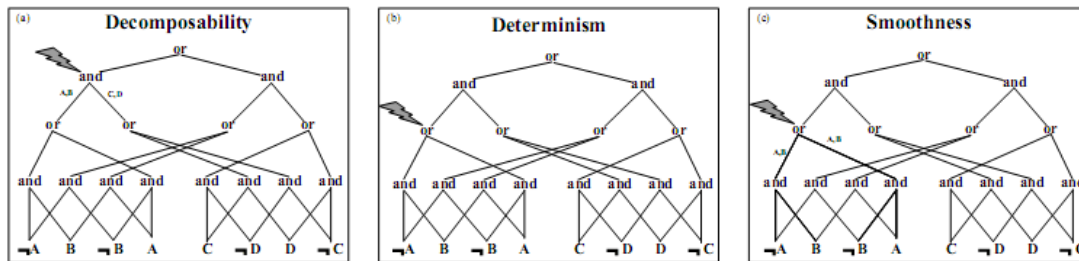 (a) Decomposability
or
and and
A,B C,D
or or or or
and and and and and and and and
¬A B ¬B A C ¬D D ¬C
(b) Determinism
or
and and
or or or or
and and and and and and and and
¬A B ¬B A C ¬D D ¬C
(c) Smoothness
or
and and
or or or or
A,B A,B
and and and and and and and and
¬A B ¬B A C ¬D D ¬C